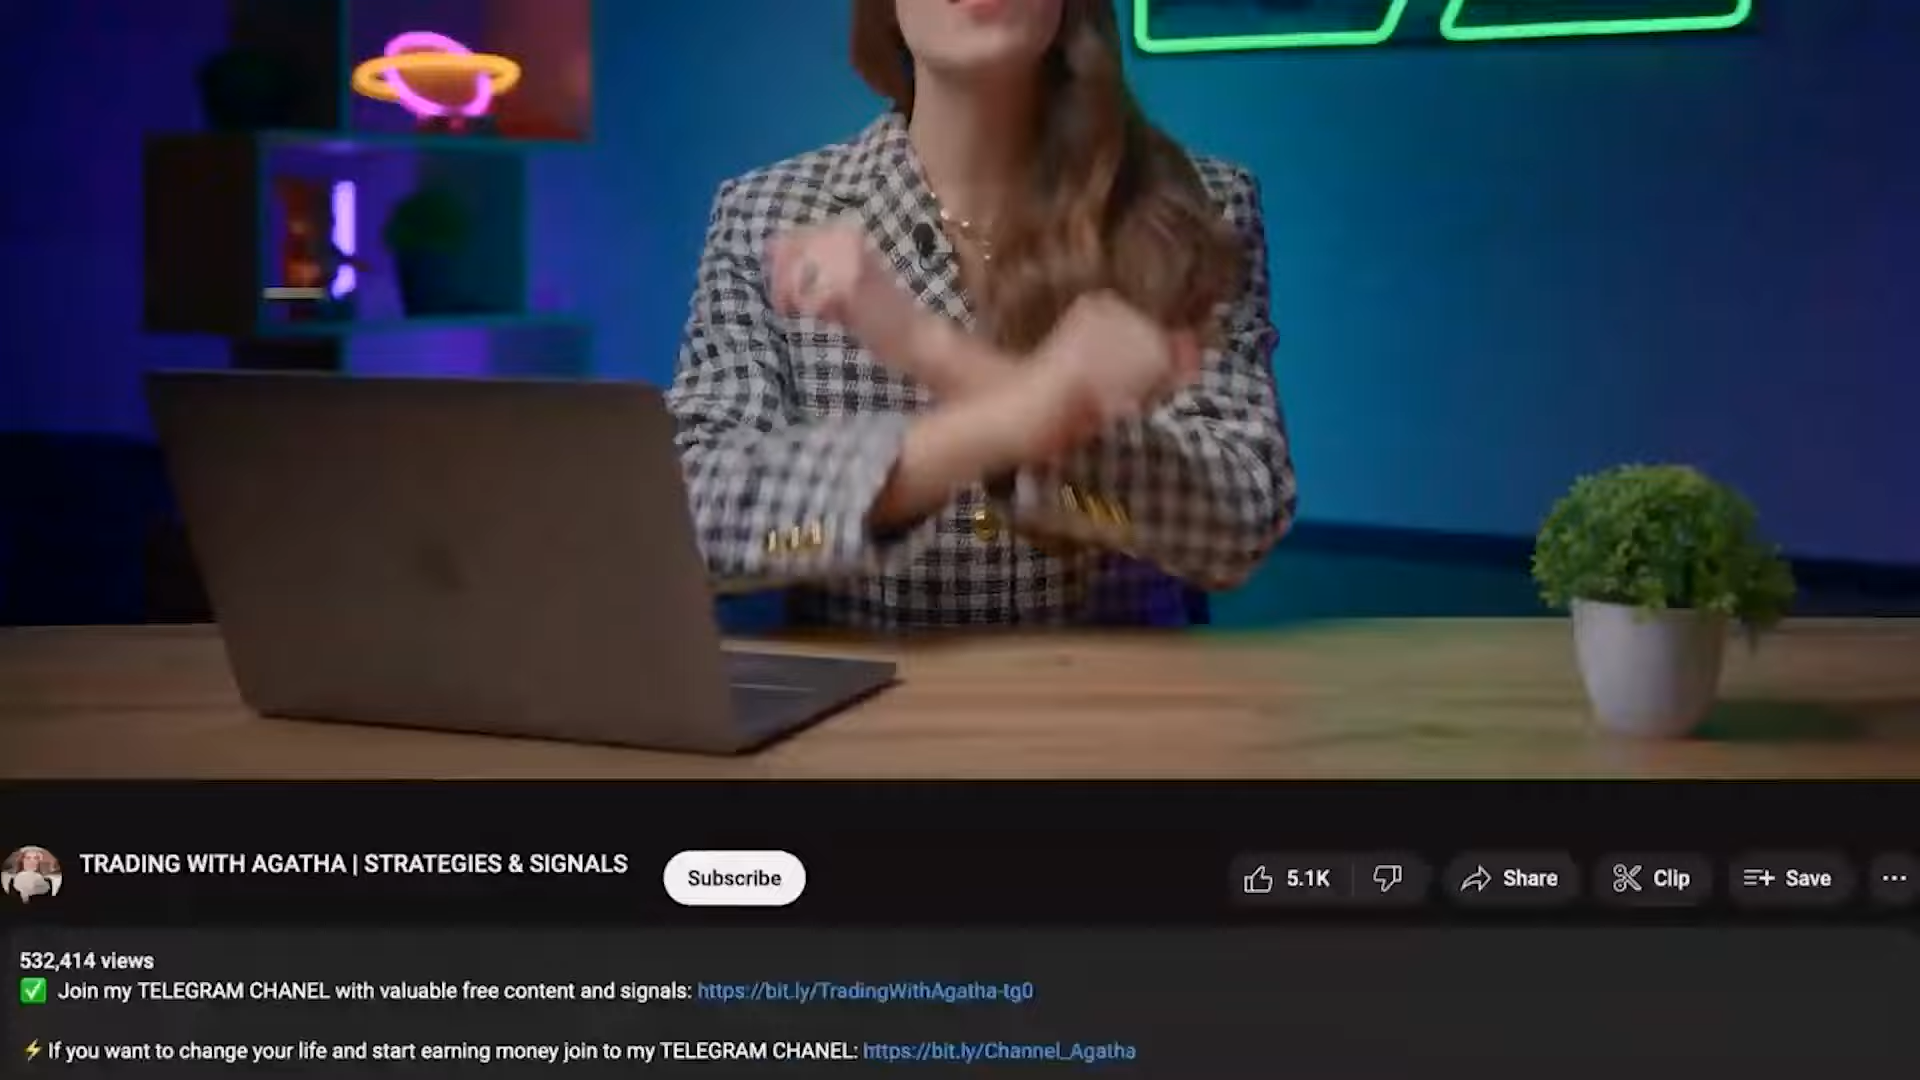 TRADING WITH AGATHA | STRATEGIES & SIGNALS
Subscribe
5.1K
Share
Clip
Save
532,414 views
✅ Join my TELEGRAM CHANEL with valuable free content and signals: https://bit.ly/TradingWithAgatha-tg0
⚡If you want to change your life and start earning money join to my TELEGRAM CHANEL: https://bit.ly/Channel_Agatha